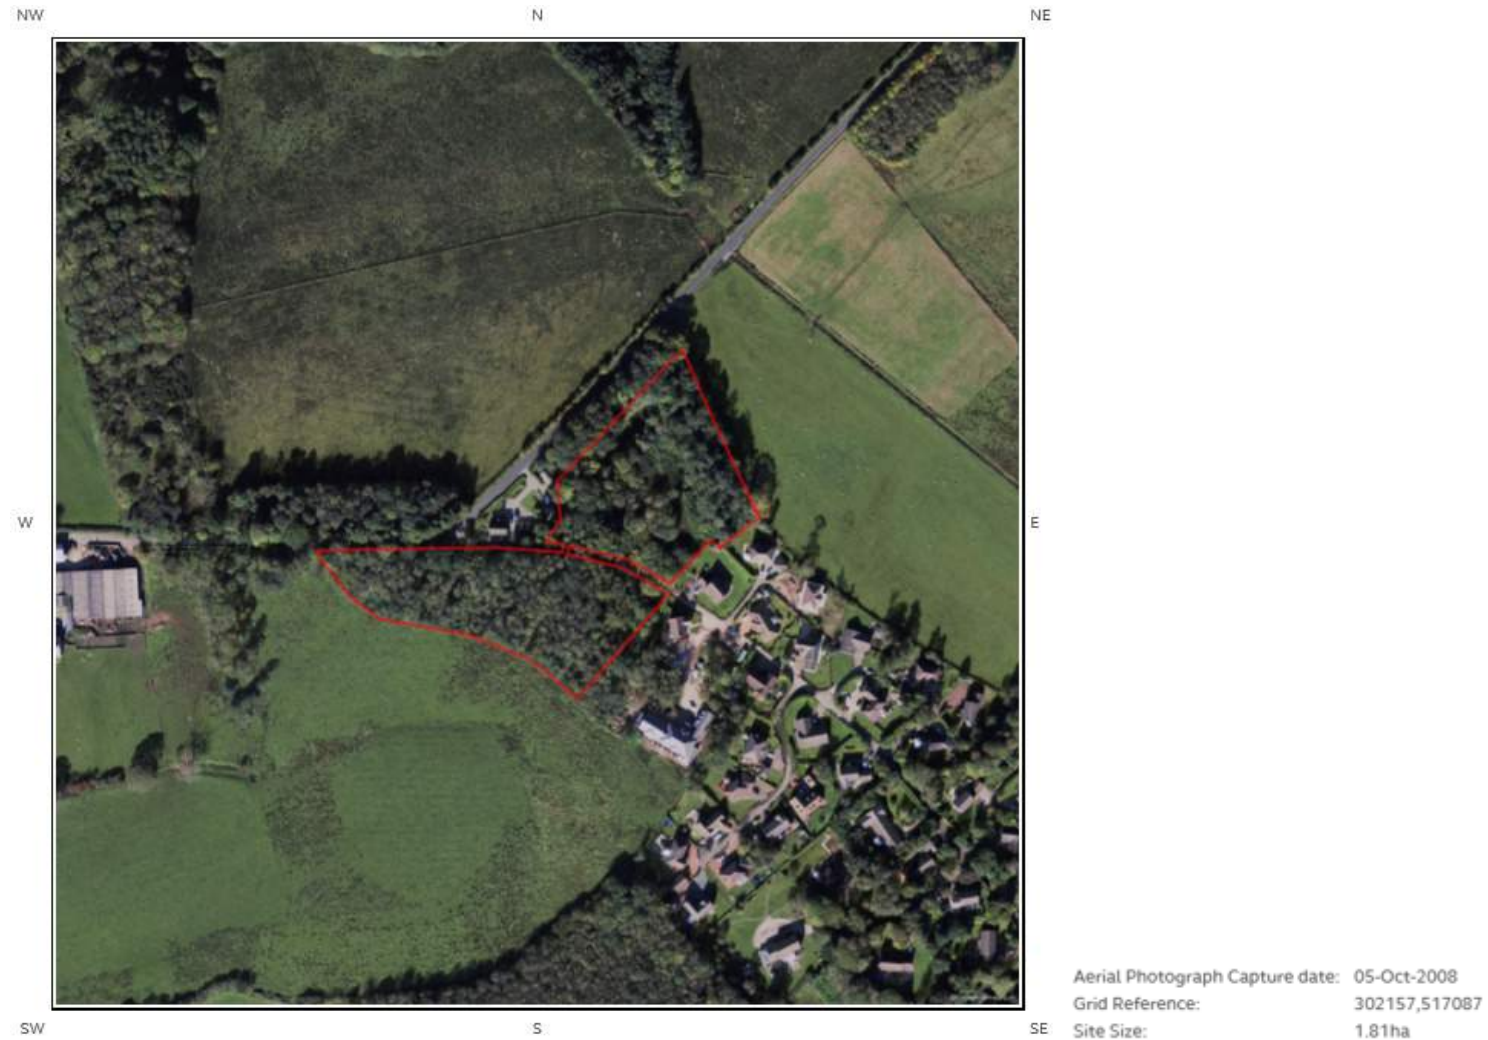 NW N NE
W E
SW S SE
Aerial Photograph Capture date: 05-Oct-2008
Grid Reference: 302157,517087
Site Size: 1.81ha